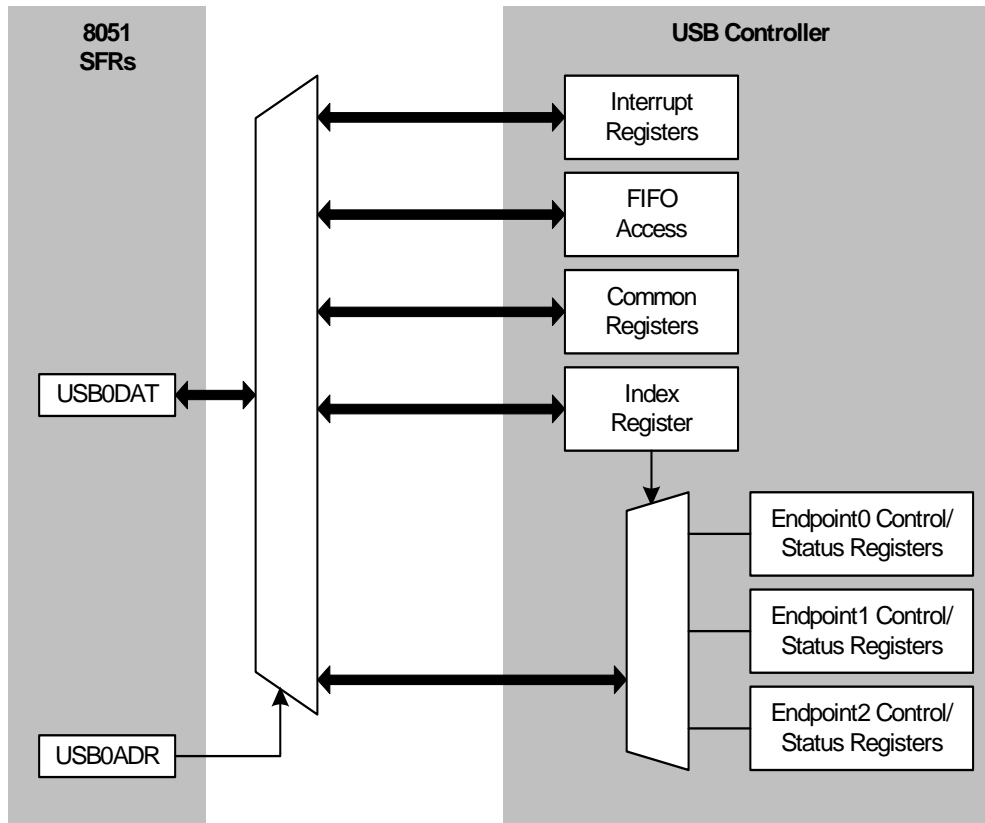 8051
SFRs
USB Controller
Interrupt
Registers
FIFO
Access
Common
Registers
USB0DAT
Index
Register
Endpoint0 Control/
Status Registers
Endpoint1 Control/
Status Registers
Endpoint2 Control/
Status Registers
USB0ADR